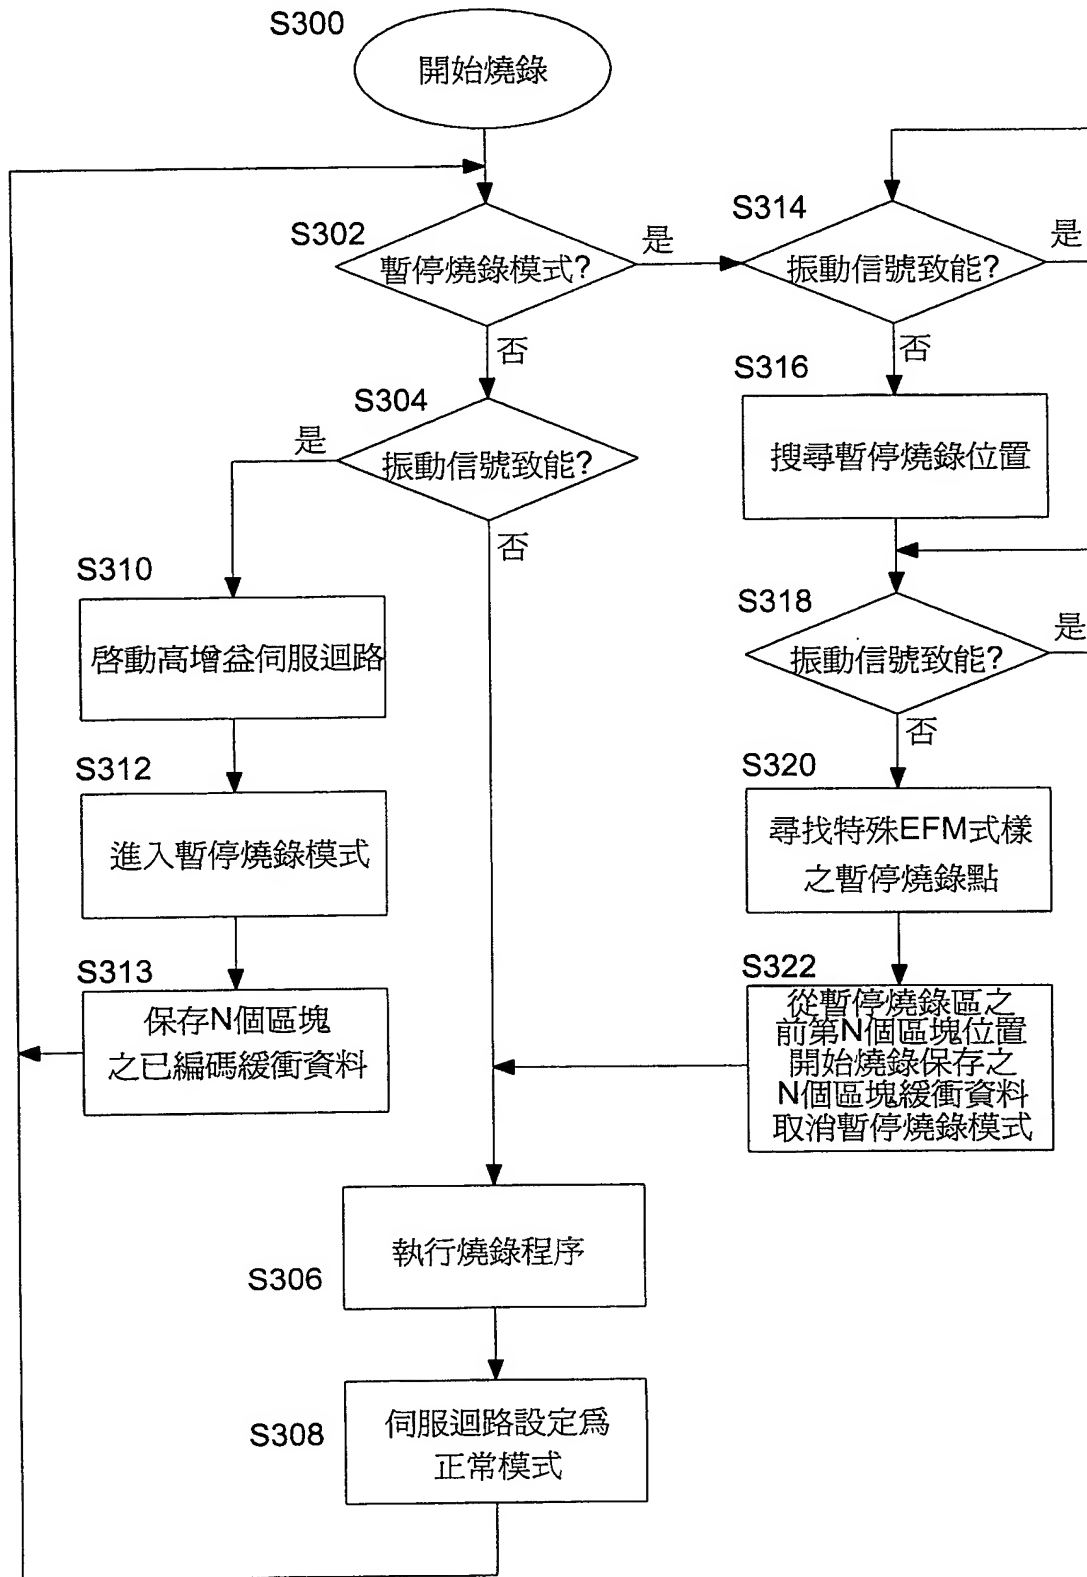 S300
開始燒錄
S302
暫停燒錄模式?
是
否
S314
振動信號致能?
是
否
S304
振動信號致能?
是
否
S316
搜尋暫停燒錄位置
S310
啓動高增益伺服迴路
S318
振動信號致能?
是
否
S312
進入暫停燒錄模式
S320
尋找特殊EFM式樣
之暫停燒錄點
S313
保存N個區塊
之已編碼緩衝資料
S322
從暫停燒錄區之
前第N個區塊位置
開始燒錄保存之
N個區塊緩衝資料
取消暫停燒錄模式
執行燒錄程序
S306
S308
伺服迴路設定爲
正常模式